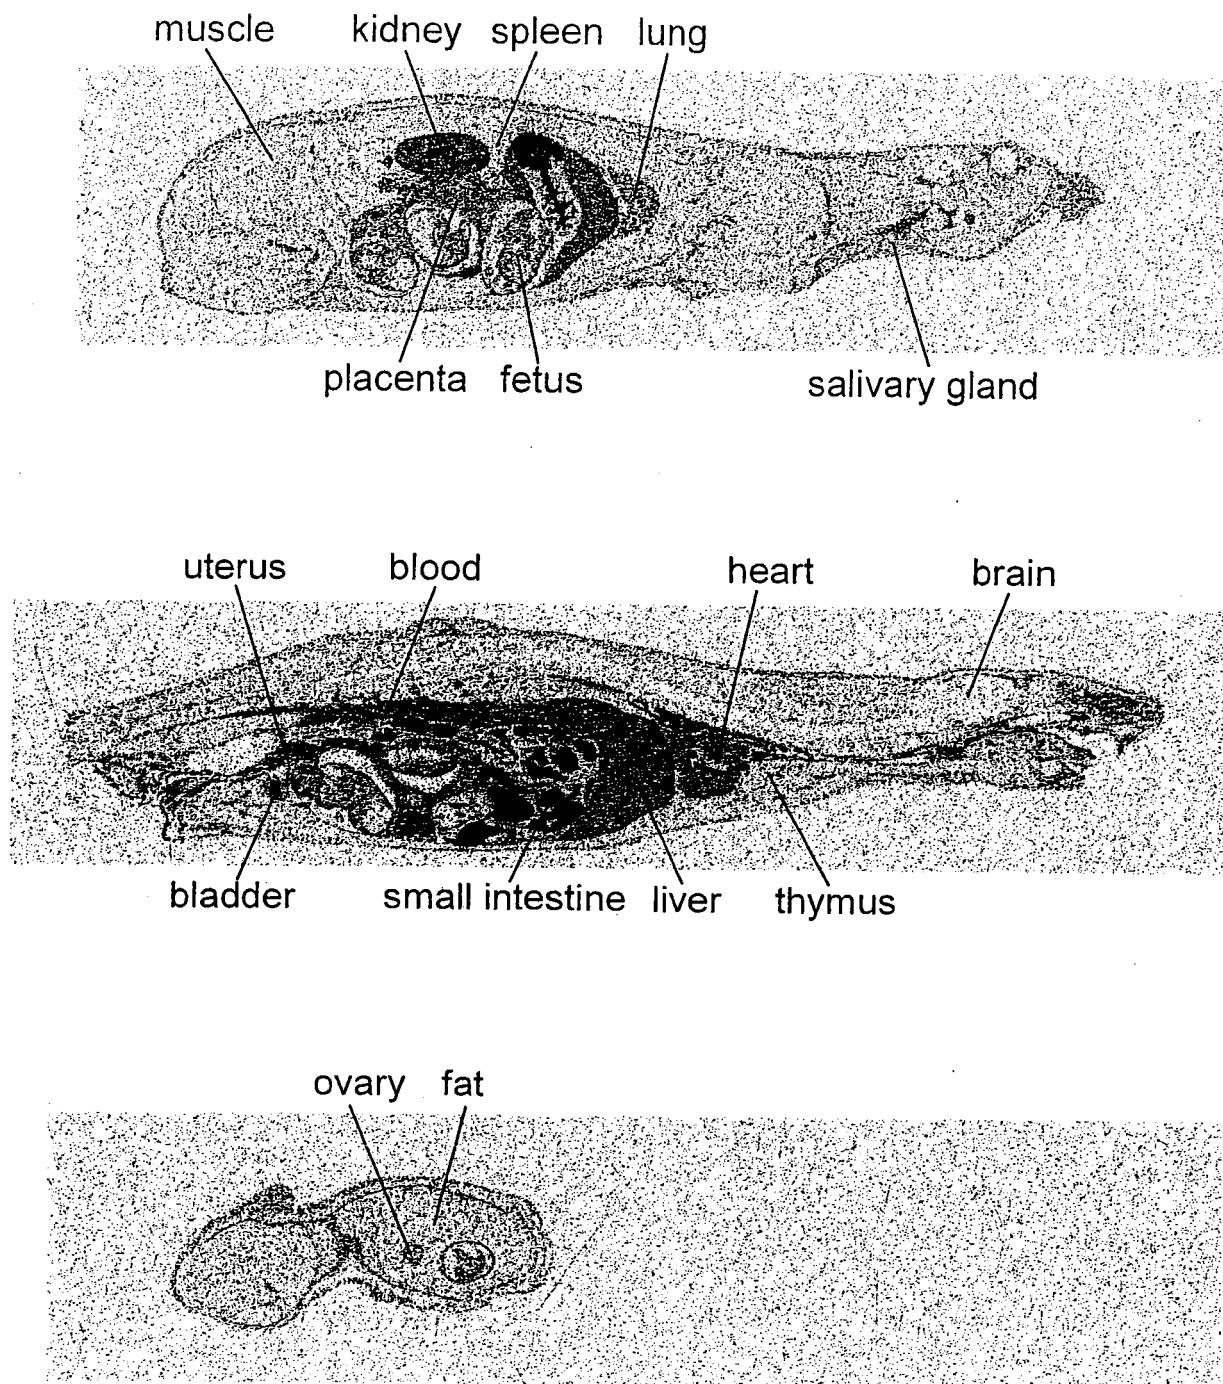 muscle kidney spleen lung
placenta fetus salivary gland
uterus blood heart brain
bladder small intestine liver thymus
ovary fat